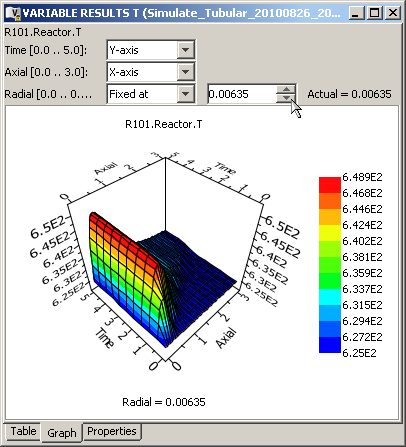 VARIABLE RESULTS T (Simulate_Tubular_20100826_20...
R101.Reactor.T
Time [0.0 .. 5.0]: Y-axis
Axial [0.0 .. 3.0]: X-axis
Radial [0.0 .. 0.... Fixed at 0.00635 Actual = 0.00635
R101.Reactor.T
Axial
Time
0 1 2 3
5 4 3 2 1 0
6.5E2
6.45E2
6.4E2
6.35E2
6.3E2
6.25E2
6.5E2
6.45E2
6.4E2
6.35E2
6.3E2
6.25E2
5 4 3 2 1 0
Time
0 1 2 3
Axial
6.489E2
6.468E2
6.446E2
6.424E2
6.402E2
6.381E2
6.359E2
6.337E2
6.315E2
6.294E2
6.272E2
6.25E2
Radial = 0.00635
Table Graph Properties